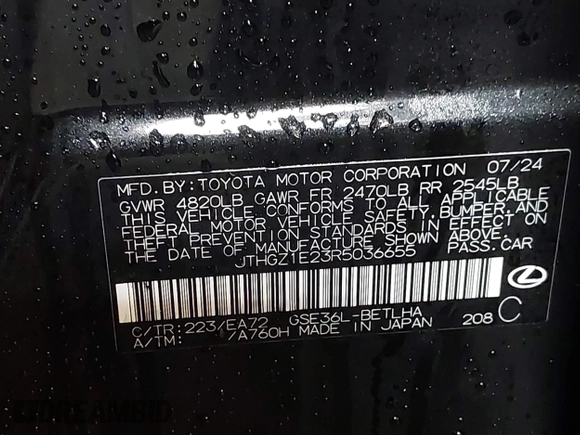 MFD.BY:TOYOTA MOTOR CORPORATION 07/24
GVWR 4820LB GAWR FR 2470LB RR 2545LB
THIS VEHICLE CONFORMS TO ALL APPLICABLE
FEDERAL MOTOR VEHICLE SAFETY,BUMPER,AND
THEFT PREVENTION STANDARDS IN EFFECT ON
THE DATE OF MANUFACTURE SHOWN ABOVE.
JTHGZ1E23R5036655 PASS.CAR
C/TR:223/EA72 GSE36L-BETLHA
A/TM: /A760H MADE IN JAPAN 208 C
DREAMBID